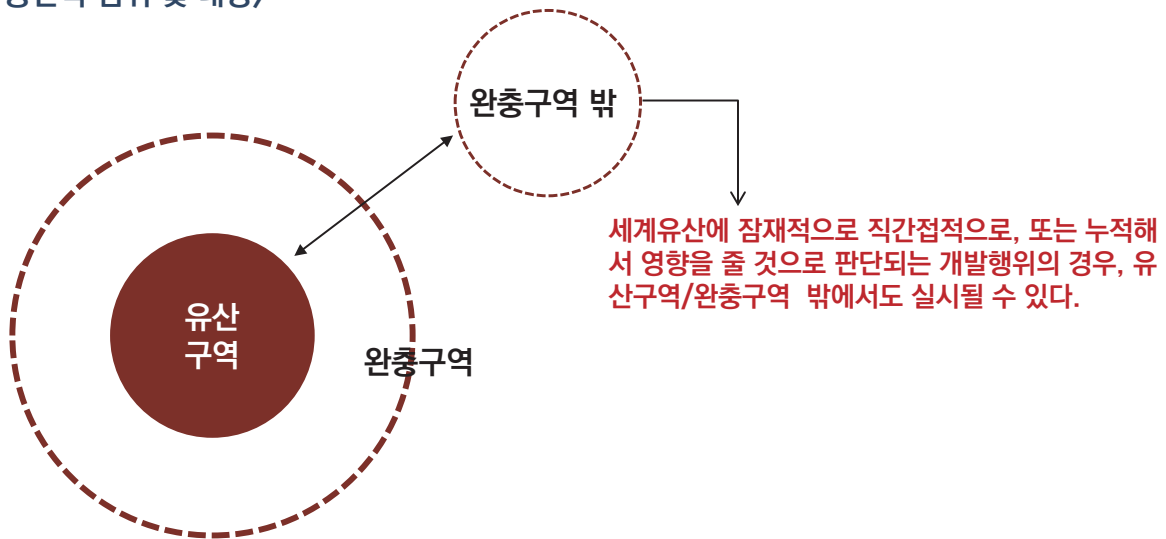 완충구역 밖
세계유산에 잠재적으로 직간접적으로, 또는 누적해
서 영향을 줄 것으로 판단되는 개발행위의 경우, 유
산구역/완충구역 밖에서도 실시될 수 있다.
유산
구역
완충구역